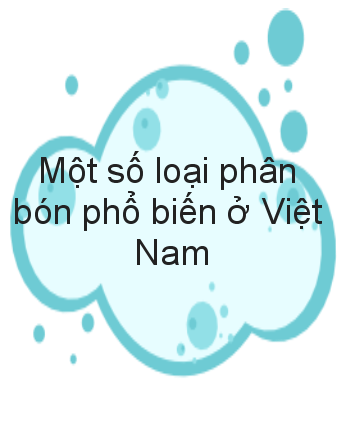 Một số loại phân
bón phổ biến ở Việt
Nam